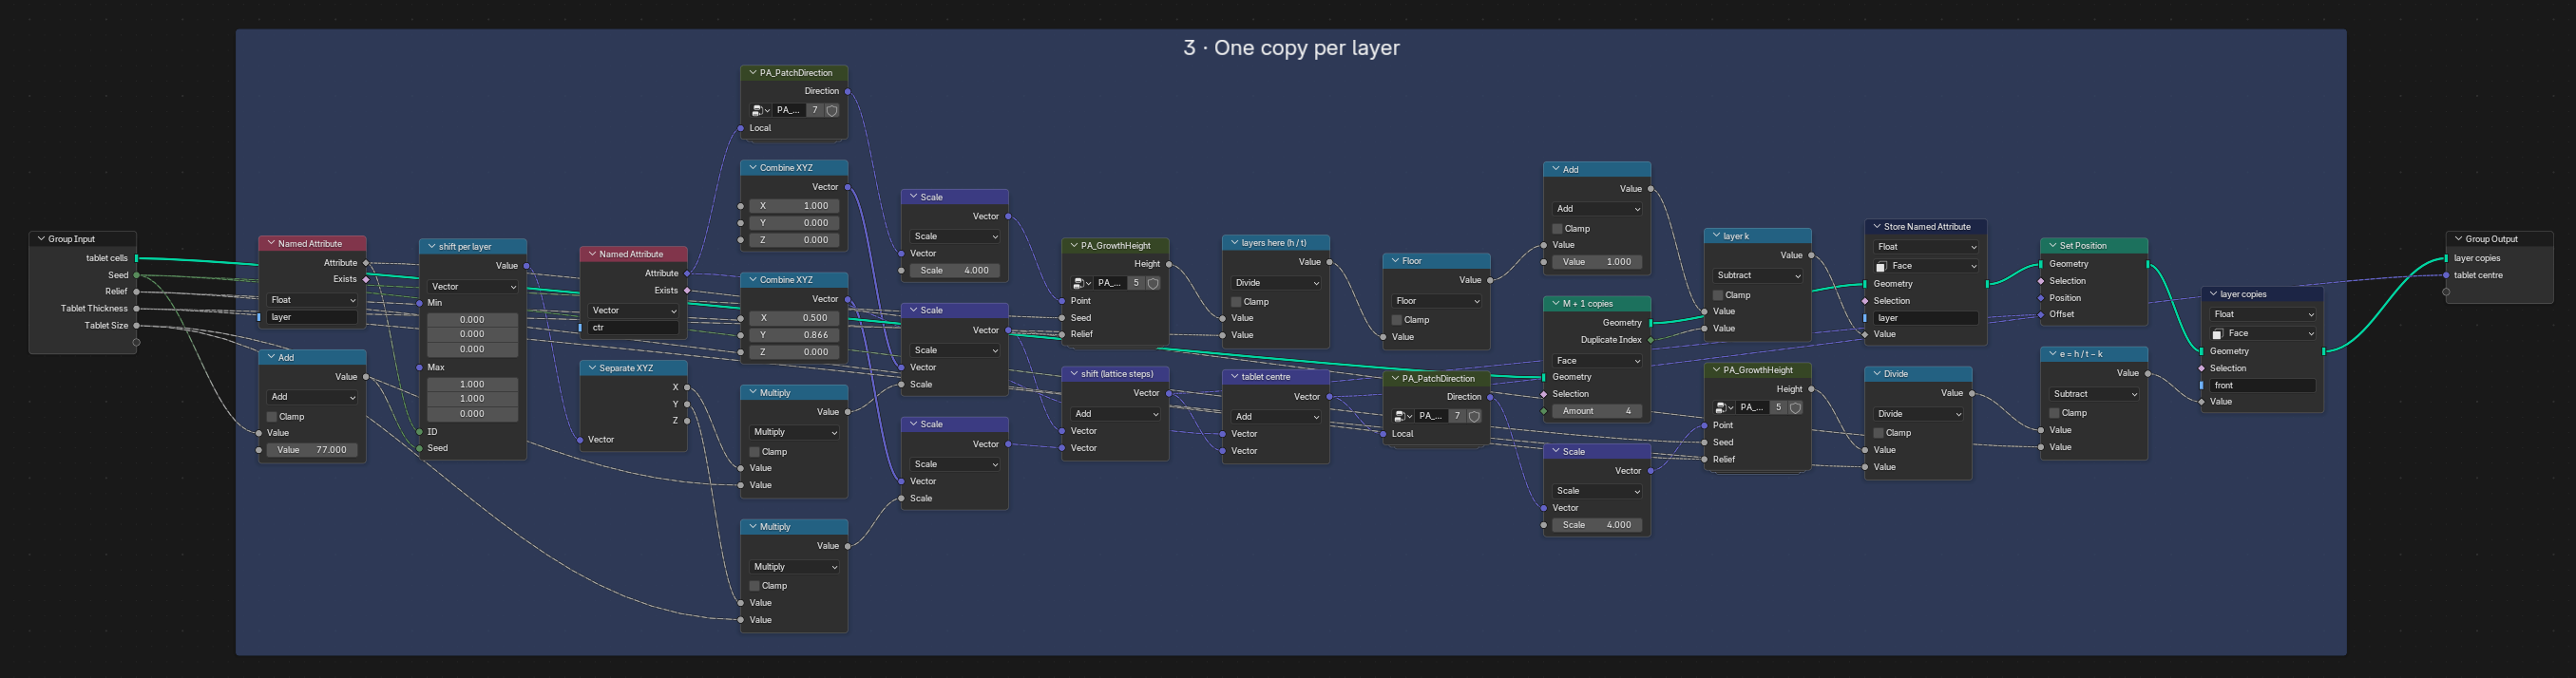 3 · One copy per layer
Group Input
tablet cells
Seed
Relief
Tablet Thickness
Tablet Size
Named Attribute
Attribute
Exists
Float
layer
Add
Value
Add
Clamp
Value
Value 77.000
shift per layer
Value
Vector
Min
0.000
0.000
0.000
Max
1.000
1.000
0.000
ID
Seed
Named Attribute
Attribute
Exists
Vector
ctr
Separate XYZ
X
Y
Z
Vector
PA_PatchDirection
Direction
PA_... 7
Local
Combine XYZ
Vector
X 1.000
Y 0.000
Z 0.000
Combine XYZ
Vector
X 0.500
Y 0.866
Z 0.000
Multiply
Value
Multiply
Clamp
Value
Value
Multiply
Value
Multiply
Clamp
Value
Value
Scale
Vector
Scale
Vector
Scale 4.000
Scale
Vector
Scale
Vector
Scale
Scale
Vector
Scale
Vector
Scale
PA_GrowthHeight
Height
PA_... 5
Point
Seed
Relief
shift (lattice steps)
Vector
Add
Vector
Vector
layers here (h / t)
Value
Divide
Clamp
Value
Value
tablet centre
Vector
Add
Vector
Vector
Floor
Value
Floor
Clamp
Value
PA_PatchDirection
Direction
PA_... 7
Local
Add
Value
Add
Clamp
Value
Value 1.000
M + 1 copies
Geometry
Duplicate Index
Face
Geometry
Selection
Amount 4
Scale
Vector
Scale
Vector
Scale 4.000
layer k
Value
Subtract
Clamp
Value
Value
PA_GrowthHeight
Height
PA_... 5
Point
Seed
Relief
Store Named Attribute
Float
Face
Geometry
Selection
layer
Value
Divide
Value
Divide
Clamp
Value
Value
Set Position
Geometry
Selection
Position
Offset
e = h / t − k
Value
Subtract
Clamp
Value
Value
layer copies
Float
Face
Geometry
Selection
front
Value
Group Output
layer copies
tablet centre